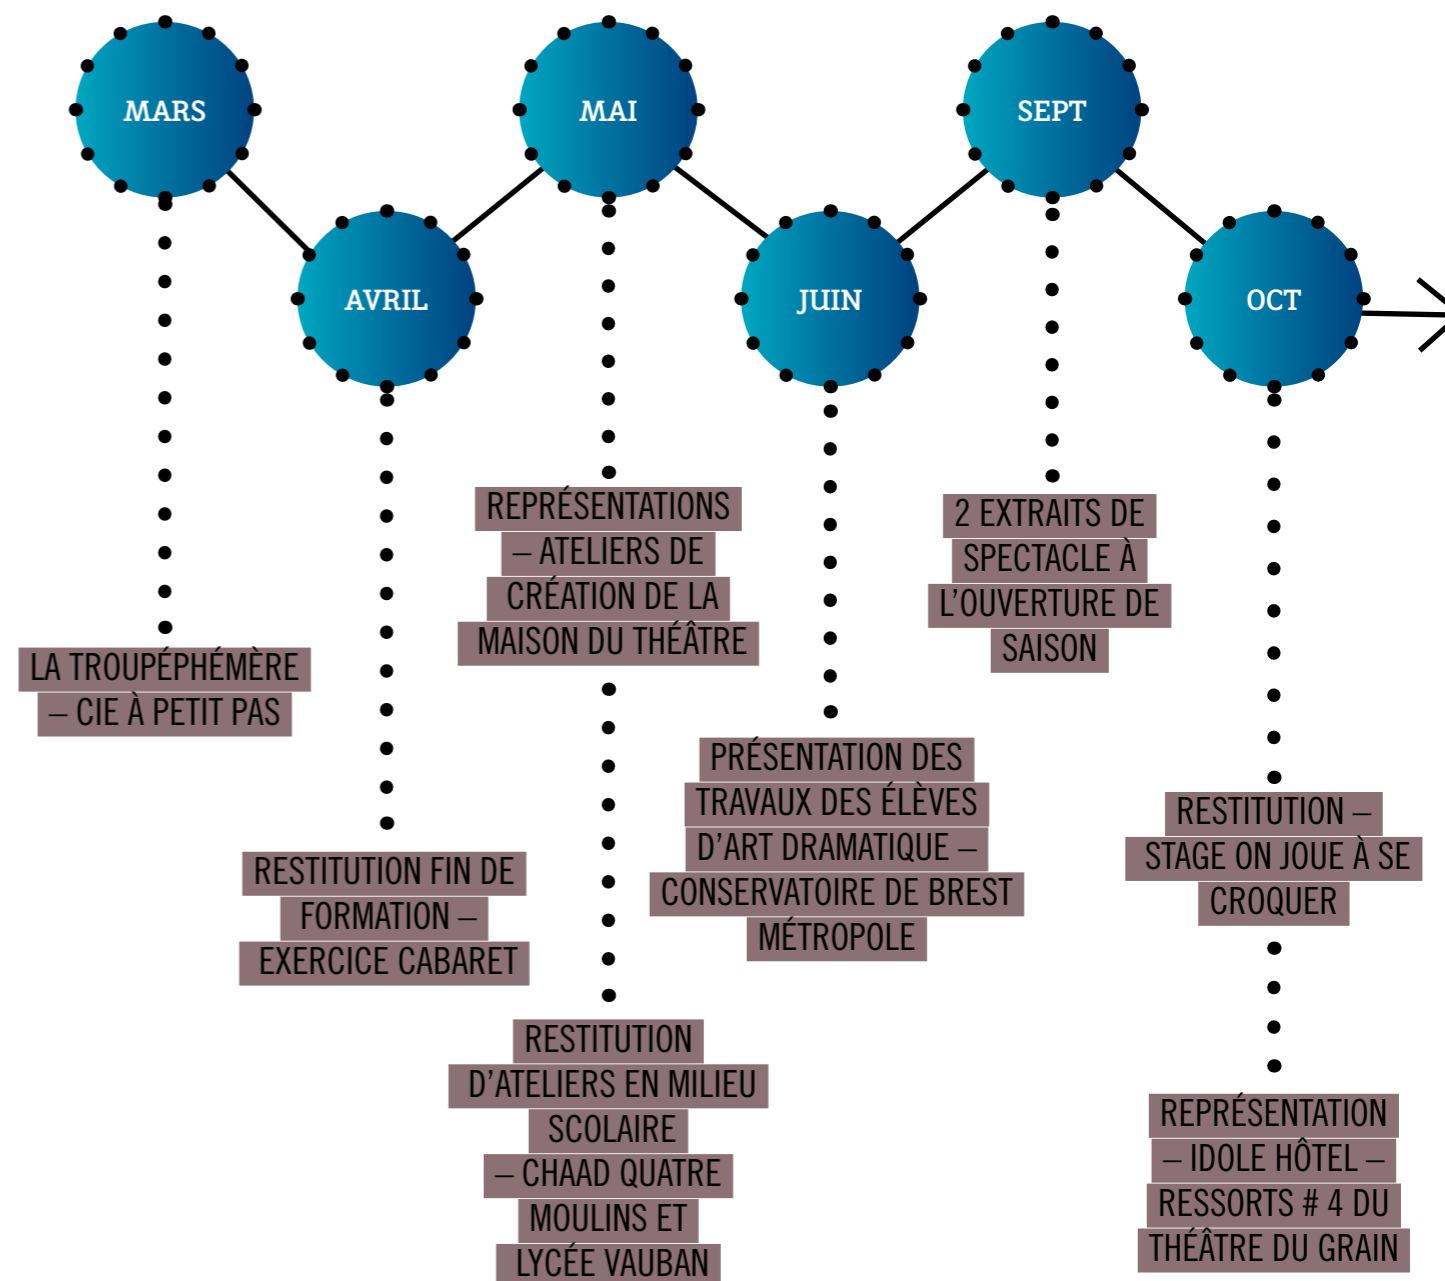 MARS
LA TROUPÉPHÉMÈRE
– CIE À PETIT PAS
AVRIL
RESTITUTION FIN DE
FORMATION –
EXERCICE CABARET
MAI
REPRÉSENTATIONS
– ATELIERS DE
CRÉATION DE LA
MAISON DU THÉÂTRE
RESTITUTION
D’ATELIERS EN MILIEU
SCOLAIRE
– CHAAD QUATRE
MOULINS ET
LYCÉE VAUBAN
JUIN
PRÉSENTATION DES
TRAVAUX DES ÉLÈVES
D’ART DRAMATIQUE –
CONSERVATOIRE DE BREST
MÉTROPOLE
SEPT
2 EXTRAITS DE
SPECTACLE À
L’OUVERTURE DE
SAISON
OCT
RESTITUTION –
STAGE ON JOUE À SE
CROQUER
REPRÉSENTATION
– IDOLE HÔTEL –
RESSORTS # 4 DU
THÉÂTRE DU GRAIN